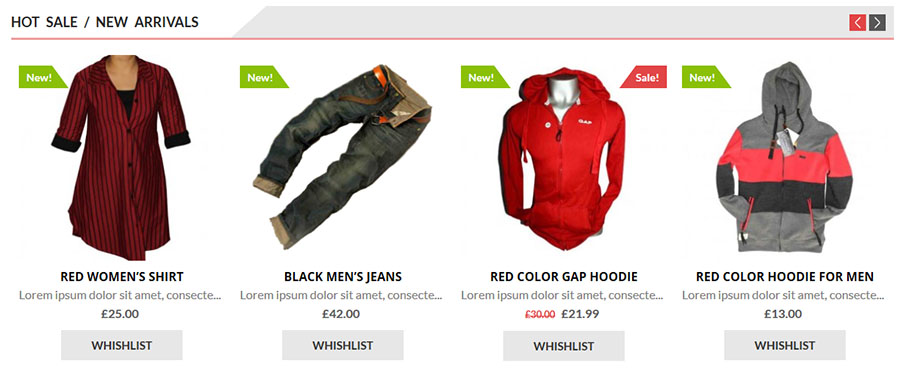 HOT SALE / NEW ARRIVALS
New!
New!
New!
Sale!
New!
GAP
RED WOMEN'S SHIRT
BLACK MEN'S JEANS
RED COLOR GAP HOODIE
RED COLOR HOODIE FOR MEN
Lorem ipsum dolor sit amet, consecte...
Lorem ipsum dolor sit amet, consecte...
Lorem ipsum dolor sit amet, consecte...
Lorem ipsum dolor sit amet, consecte...
£25.00
£42.00
£30.00 £21.99
£13.00
WHISHLIST
WHISHLIST
WHISHLIST
WHISHLIST